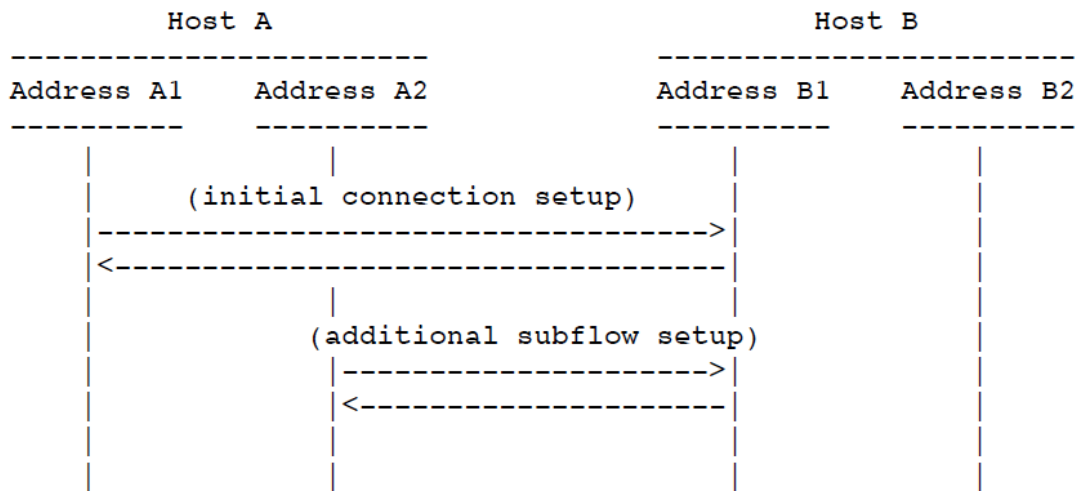 Host A Host B
Address A1 Address A2 Address B1 Address B2
(initial connection setup)
(additional subflow setup)